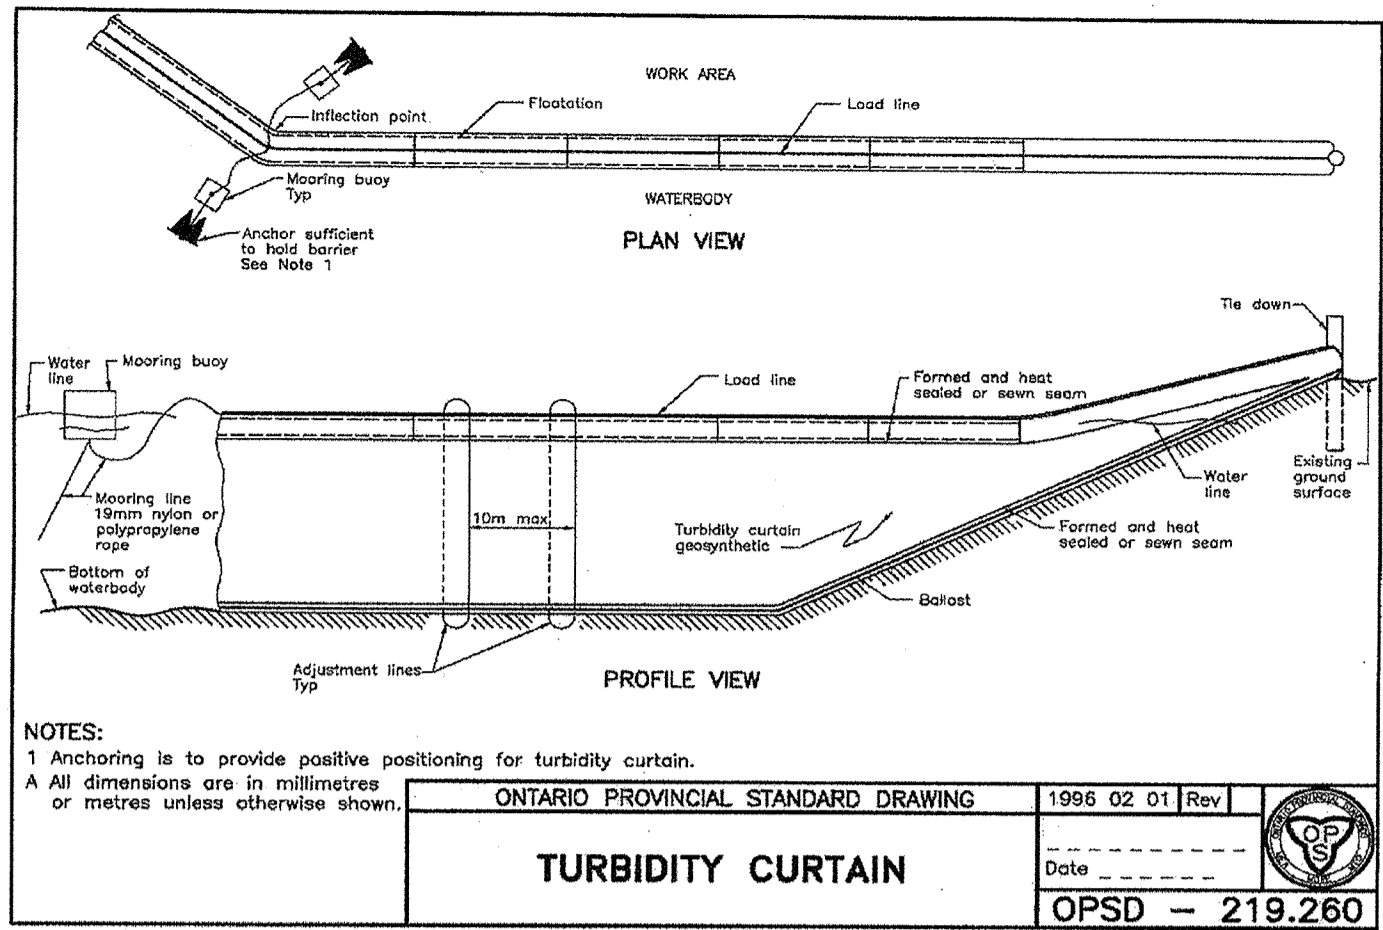 WORK AREA
Floatation
Load line
Inflection point
Mooring buoy
Typ
WATERBODY
Anchor sufficient
to hold barrier
See Note 1
PLAN VIEW
Tie down
Water
line
Mooring buoy
Load line
Formed and heat
sealed or sewn seam
Existing
ground
surface
Water
line
Mooring line
19mm nylon or
polypropylene
rope
10m max
Turbidity curtain
geosynthetic
Formed and heat
sealed or sewn seam
Bottom of
waterbody
Ballast
Adjustment lines
Typ
PROFILE VIEW
NOTES:
1 Anchoring is to provide positive positioning for turbidity curtain.
A All dimensions are in millimetres
or metres unless otherwise shown.
ONTARIO PROVINCIAL STANDARD DRAWING
1996 02 01 Rev
TURBIDITY CURTAIN
Date
OPS
OPSD - 219.260